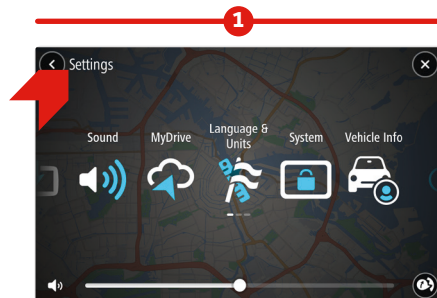 1
Settings
Sound
MyDrive
Language &
Units
System
Vehicle Info